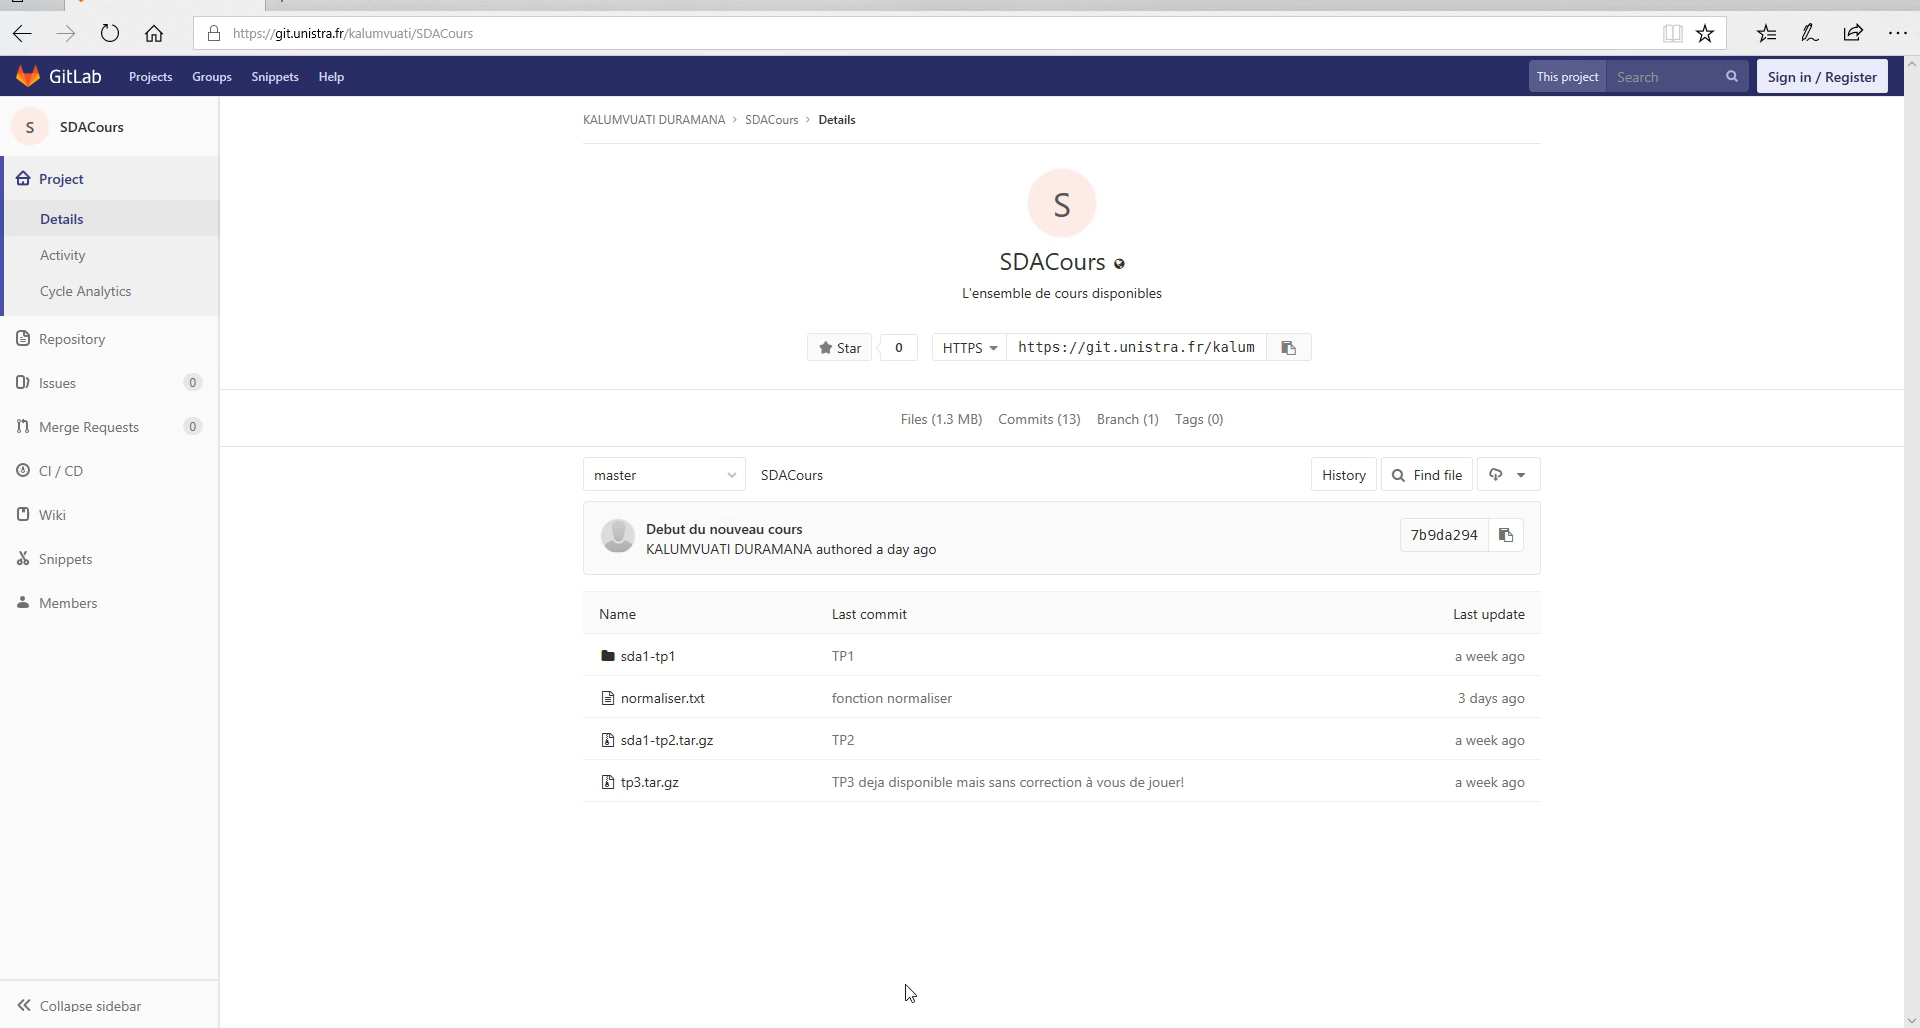 https://git.unistra.fr/kalumvuati/SDACours
GitLab Projects Groups Snippets Help This project Search Sign in / Register
S SDACours
Project
Details
Activity
Cycle Analytics
Repository
Issues 0
Merge Requests 0
CI / CD
Wiki
Snippets
Members
Collapse sidebar
KALUMVUATI DURAMANA > SDACours > Details
S
SDACours
L'ensemble de cours disponibles
Star 0 HTTPS https://git.unistra.fr/kalum
Files (1.3 MB) Commits (13) Branch (1) Tags (0)
master SDACours History Find file
Debut du nouveau cours
KALUMVUATI DURAMANA authored a day ago
7b9da294
Name Last commit Last update
sda1-tp1 TP1 a week ago
normaliser.txt fonction normaliser 3 days ago
sda1-tp2.tar.gz TP2 a week ago
tp3.tar.gz TP3 deja disponible mais sans correction à vous de jouer! a week ago